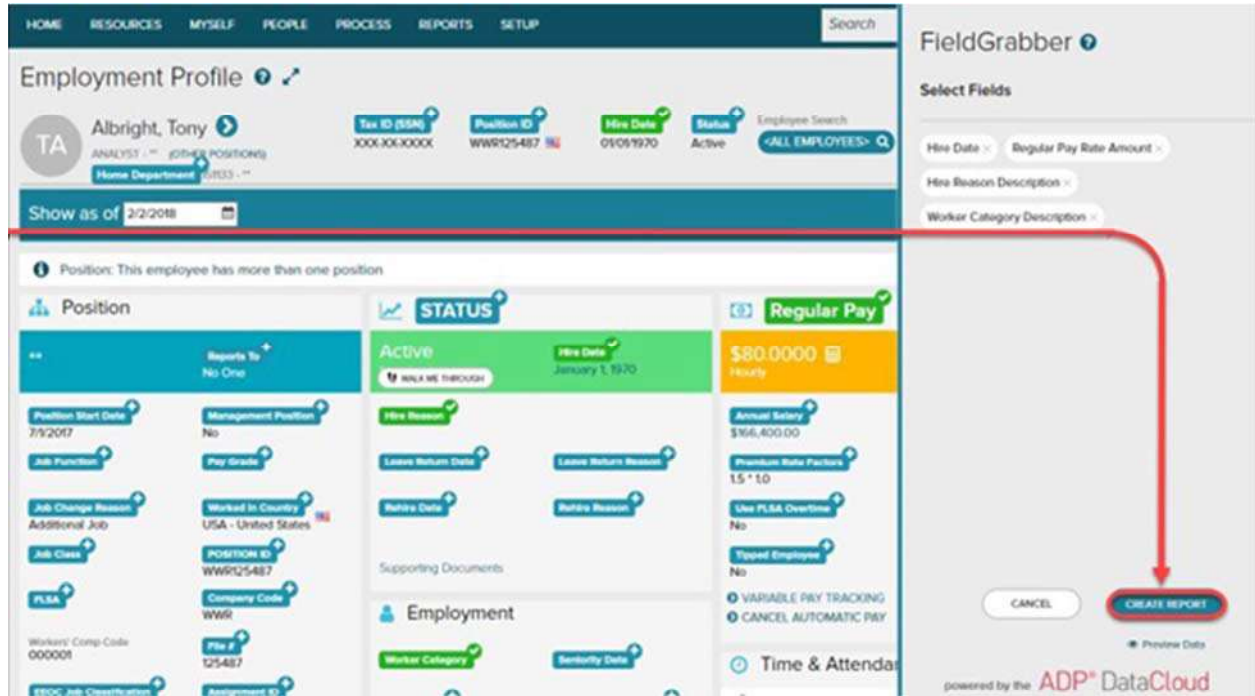 HOME RESOURCES MYSELF PEOPLE PROCESS REPORTS SETUP Search
Employment Profile
TA
Albright, Tony
ANALYST - ** (OTHER POSITIONS)
Home Department
Tax ID (SSN)
XXX-XX-XXXX
Position ID
WWR125487
Hire Date
01/01/1970
Status
Active
Employee Search
<ALL EMPLOYEES>
Show as of 2/2/2018
Position: This employee has more than one position
Position
**
Reports To
No One
Position Start Date
7/1/2017
Management Position
No
Job Function
Pay Grade
Job Change Reason
Additional Job
Worked in Country
USA - United States
Job Class
POSITION ID
WWR125487
FLSA
Company Code
WWR
Workers' Comp Code
000001
File #
125487
EEOC Job Classification
Assignment ID
STATUS
Active
WALK ME THROUGH
Hire Date
January 1, 1970
Hire Reason
Leave Return Date
Leave Return Reason
Rehire Date
Rehire Reason
Supporting Documents
Employment
Worker Category
Seniority Date
Regular Pay
$80.0000
Hourly
Annual Salary
$166,400.00
Premium Rate Factors
1.5 * 1.0
Use FLSA Overtime
No
Tipped Employee
No
VARIABLE PAY TRACKING
CANCEL AUTOMATIC PAY
Time & Attendan
FieldGrabber
Select Fields
Hire Date × Regular Pay Rate Amount ×
Hire Reason Description ×
Worker Category Description ×
CANCEL CREATE REPORT
Preview Data
powered by the ADP® DataCloud